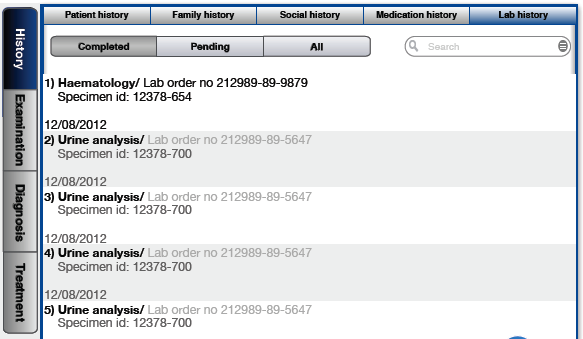 Patient history
Family history
Social history
Medication history
Lab history
History
Examination
Diagnosis
Treatment
Completed
Pending
All
Search
1) Haematology/ Lab order no 212989-89-9879
Specimen id: 12378-654
12/08/2012
2) Urine analysis/ Lab order no 212989-89-5647
Specimen id: 12378-700
12/08/2012
3) Urine analysis/ Lab order no 212989-89-5647
Specimen id: 12378-700
12/08/2012
4) Urine analysis/ Lab order no 212989-89-5647
Specimen id: 12378-700
12/08/2012
5) Urine analysis/ Lab order no 212989-89-5647
Specimen id: 12378-700